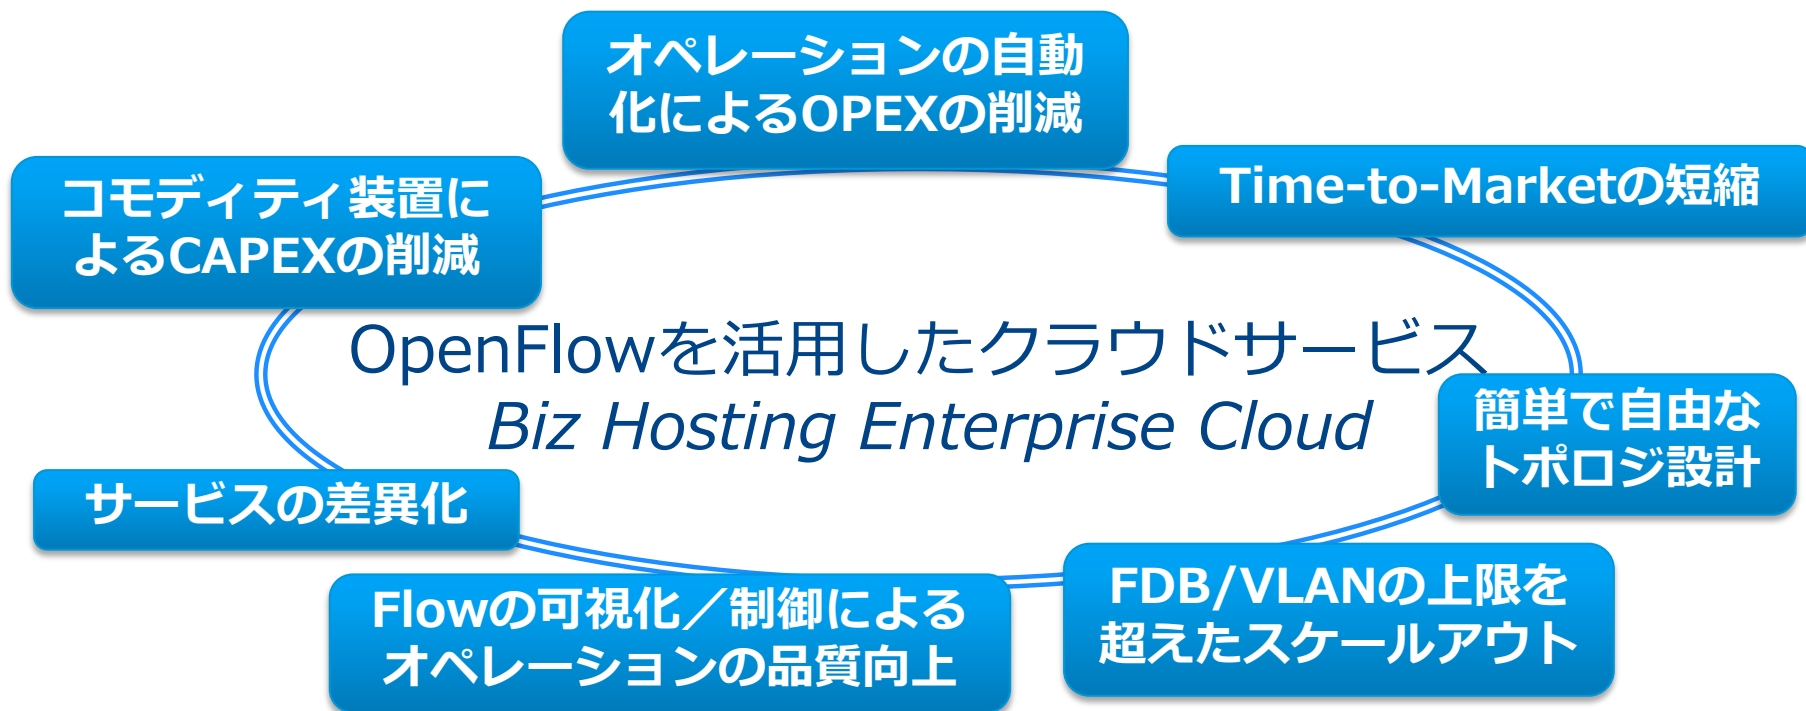 オペレーションの自動
化によるOPEXの削減
Time-to-Marketの短縮
コモディティ装置に
よるCAPEXの削減
OpenFlowを活用したクラウドサービス
Biz Hosting Enterprise Cloud
簡単で自由な
トポロジ設計
サービスの差異化
FDB/VLANの上限を
超えたスケールアウト
Flowの可視化／制御による
オペレーションの品質向上